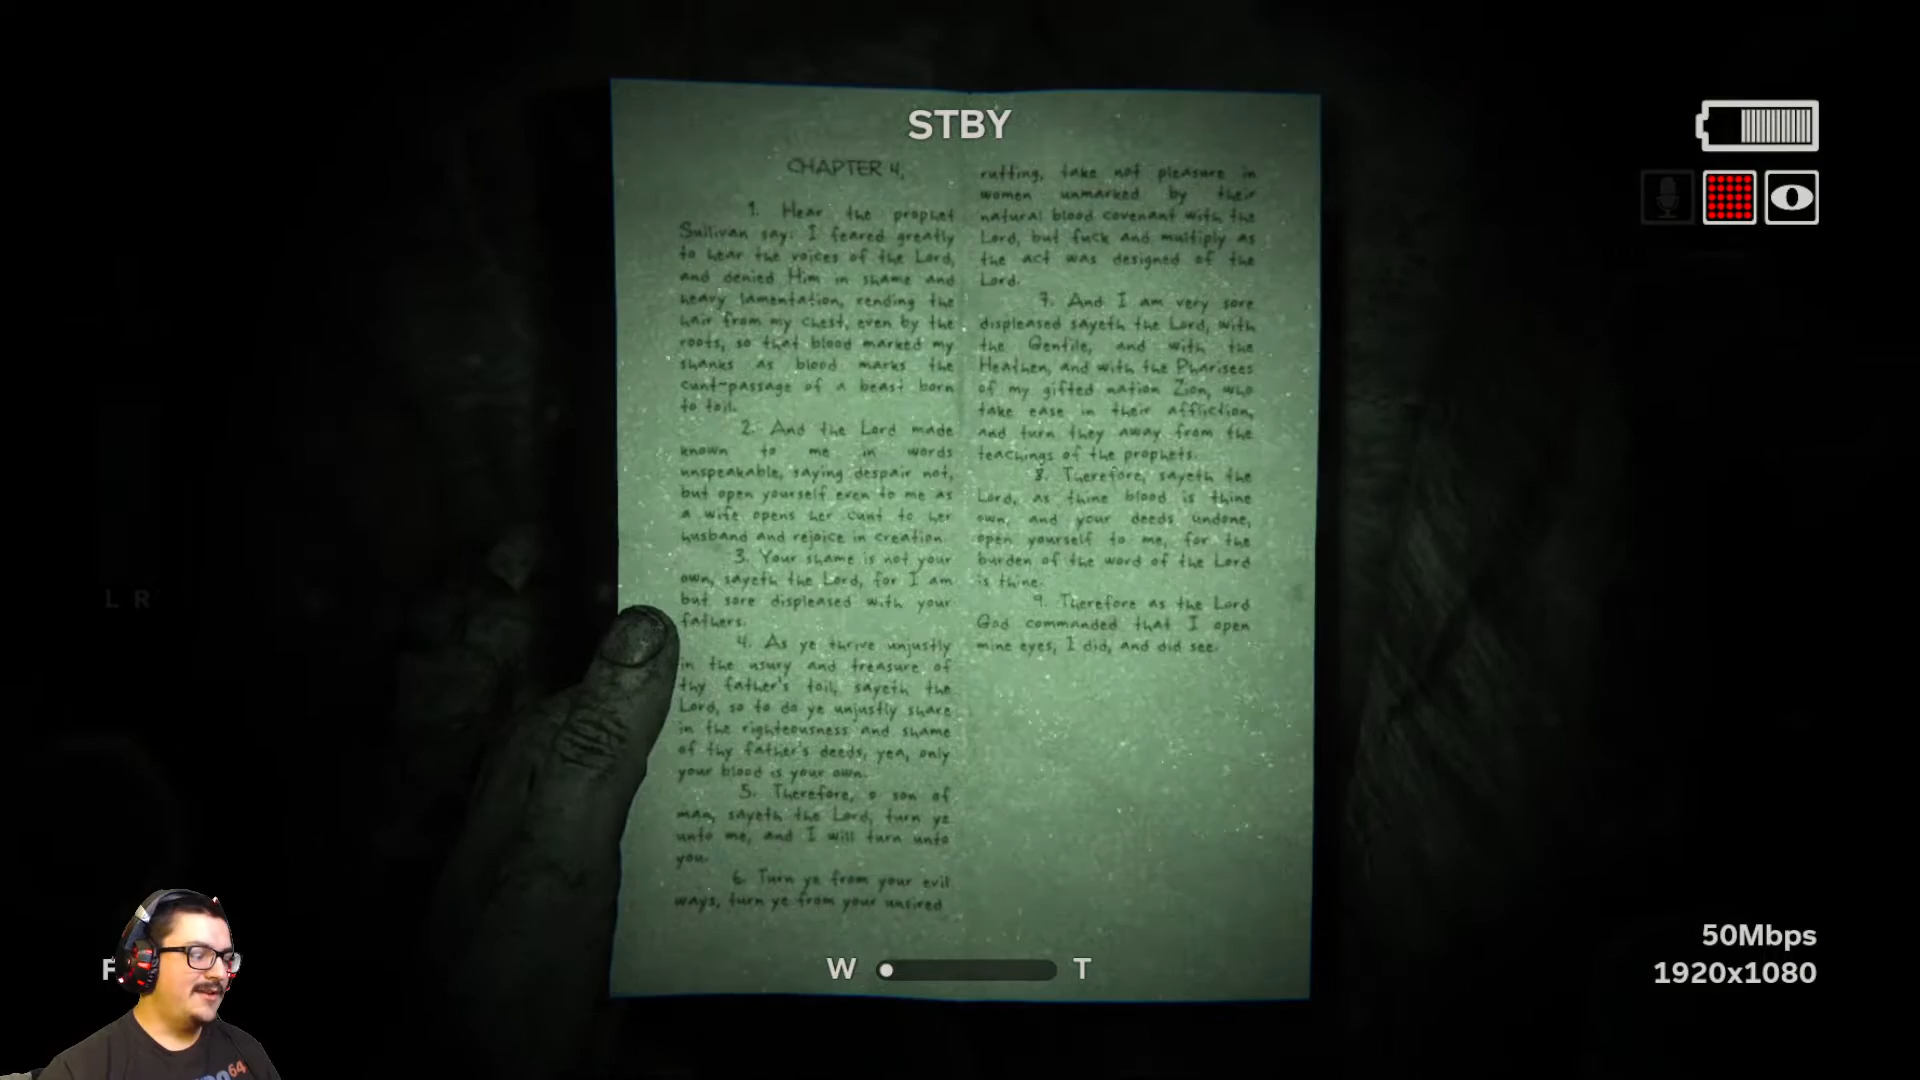 STBY
CHAPTER 4,
1. Hear the prophet
Sullivan say: I feared greatly
to hear the voices of the Lord,
and denied Him in shame and
heavy lamentation, rending the
hair from my chest, even by the
roots, so that blood marked my
shanks as blood marks the
cunt-passage of a beast born
to toil.
2. And the Lord made
known to me in words
unspeakable, saying despair not,
but open yourself even to me as
a wife opens her cunt to her
husband and rejoice in creation.
3. Your shame is not your
own, sayeth the Lord, for I am
but sore displeased with your
fathers.
4. As ye thrive unjustly
in the usury and treasure of
thy father's toil, sayeth the
Lord, so to do ye unjustly share
in the righteousness and shame
of thy father's deeds, yea, only
your blood is your own.
5. Therefore, o son of
man, sayeth the Lord, turn ye
unto me, and I will turn unto
you.
6. Turn ye from your evil
ways, turn ye from your unsired
rutting, take not pleasure in
women unmarked by their
natural blood covenant with the
Lord, but fuck and multiply as
the act was designed of the
Lord.
7. And I am very sore
displeased sayeth the Lord, with
the Gentile, and with the
Heathen, and with the Pharisees
of my gifted nation Zion, who
take ease in their affliction,
and turn they away from the
teachings of the prophets.
8. Therefore, sayeth the
Lord, as thine blood is thine
own, and your deeds undone,
open yourself to me, for the
burden of the word of the Lord
is thine.
9. Therefore as the Lord
God commanded that I open
mine eyes, I did, and did see.
L R
W T
50Mbps
1920x1080
F
64